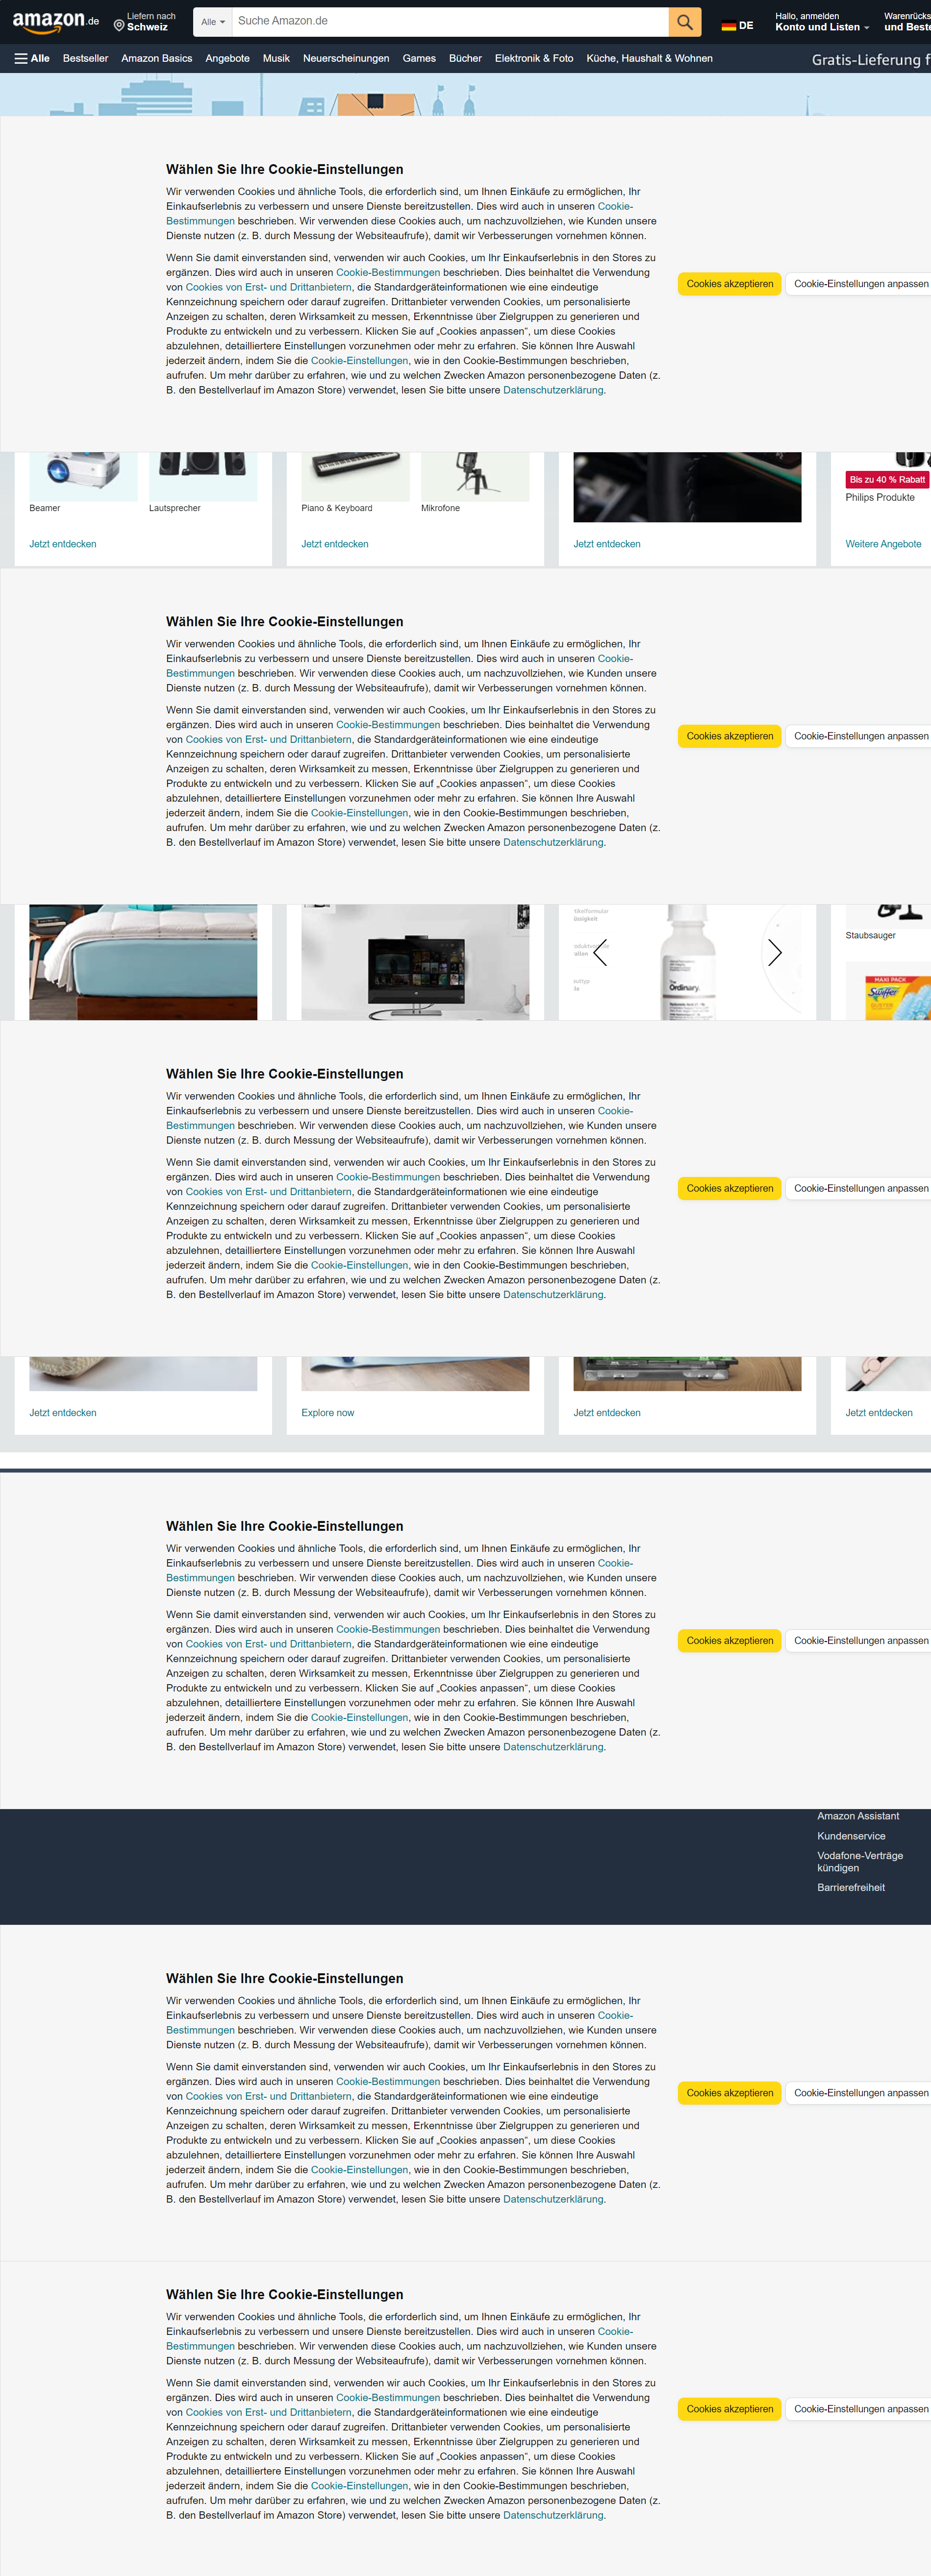 amazon.de
Liefern nach
Schweiz
Alle
Suche Amazon.de
DE
Hallo, anmelden
Konto und Listen
Warenrücks
und Beste
Alle Bestseller Amazon Basics Angebote Musik Neuerscheinungen Games Bücher Elektronik & Foto Küche, Haushalt & Wohnen
Gratis-Lieferung f
Wählen Sie Ihre Cookie-Einstellungen
Wir verwenden Cookies und ähnliche Tools, die erforderlich sind, um Ihnen Einkäufe zu ermöglichen, Ihr
Einkaufserlebnis zu verbessern und unsere Dienste bereitzustellen. Dies wird auch in unseren Cookie-
Bestimmungen beschrieben. Wir verwenden diese Cookies auch, um nachzuvollziehen, wie Kunden unsere
Dienste nutzen (z. B. durch Messung der Websiteaufrufe), damit wir Verbesserungen vornehmen können.
Wenn Sie damit einverstanden sind, verwenden wir auch Cookies, um Ihr Einkaufserlebnis in den Stores zu
ergänzen. Dies wird auch in unseren Cookie-Bestimmungen beschrieben. Dies beinhaltet die Verwendung
von Cookies von Erst- und Drittanbietern, die Standardgeräteinformationen wie eine eindeutige
Kennzeichnung speichern oder darauf zugreifen. Drittanbieter verwenden Cookies, um personalisierte
Anzeigen zu schalten, deren Wirksamkeit zu messen, Erkenntnisse über Zielgruppen zu generieren und
Produkte zu entwickeln und zu verbessern. Klicken Sie auf „Cookies anpassen“, um diese Cookies
abzulehnen, detailliertere Einstellungen vorzunehmen oder mehr zu erfahren. Sie können Ihre Auswahl
jederzeit ändern, indem Sie die Cookie-Einstellungen, wie in den Cookie-Bestimmungen beschrieben,
aufrufen. Um mehr darüber zu erfahren, wie und zu welchen Zwecken Amazon personenbezogene Daten (z.
B. den Bestellverlauf im Amazon Store) verwendet, lesen Sie bitte unsere Datenschutzerklärung.
Cookies akzeptieren
Cookie-Einstellungen anpassen
Bis zu 40 % Rabatt
Philips Produkte
Beamer
Lautsprecher
Piano & Keyboard
Mikrofone
Jetzt entdecken
Jetzt entdecken
Jetzt entdecken
Weitere Angebote
Wählen Sie Ihre Cookie-Einstellungen
Wir verwenden Cookies und ähnliche Tools, die erforderlich sind, um Ihnen Einkäufe zu ermöglichen, Ihr
Einkaufserlebnis zu verbessern und unsere Dienste bereitzustellen. Dies wird auch in unseren Cookie-
Bestimmungen beschrieben. Wir verwenden diese Cookies auch, um nachzuvollziehen, wie Kunden unsere
Dienste nutzen (z. B. durch Messung der Websiteaufrufe), damit wir Verbesserungen vornehmen können.
Wenn Sie damit einverstanden sind, verwenden wir auch Cookies, um Ihr Einkaufserlebnis in den Stores zu
ergänzen. Dies wird auch in unseren Cookie-Bestimmungen beschrieben. Dies beinhaltet die Verwendung
von Cookies von Erst- und Drittanbietern, die Standardgeräteinformationen wie eine eindeutige
Kennzeichnung speichern oder darauf zugreifen. Drittanbieter verwenden Cookies, um personalisierte
Anzeigen zu schalten, deren Wirksamkeit zu messen, Erkenntnisse über Zielgruppen zu generieren und
Produkte zu entwickeln und zu verbessern. Klicken Sie auf „Cookies anpassen“, um diese Cookies
abzulehnen, detailliertere Einstellungen vorzunehmen oder mehr zu erfahren. Sie können Ihre Auswahl
jederzeit ändern, indem Sie die Cookie-Einstellungen, wie in den Cookie-Bestimmungen beschrieben,
aufrufen. Um mehr darüber zu erfahren, wie und zu welchen Zwecken Amazon personenbezogene Daten (z.
B. den Bestellverlauf im Amazon Store) verwendet, lesen Sie bitte unsere Datenschutzerklärung.
Cookies akzeptieren
Cookie-Einstellungen anpassen
Ordinary.
Staubsauger
MAXI PACK
Swiffer
Wählen Sie Ihre Cookie-Einstellungen
Wir verwenden Cookies und ähnliche Tools, die erforderlich sind, um Ihnen Einkäufe zu ermöglichen, Ihr
Einkaufserlebnis zu verbessern und unsere Dienste bereitzustellen. Dies wird auch in unseren Cookie-
Bestimmungen beschrieben. Wir verwenden diese Cookies auch, um nachzuvollziehen, wie Kunden unsere
Dienste nutzen (z. B. durch Messung der Websiteaufrufe), damit wir Verbesserungen vornehmen können.
Wenn Sie damit einverstanden sind, verwenden wir auch Cookies, um Ihr Einkaufserlebnis in den Stores zu
ergänzen. Dies wird auch in unseren Cookie-Bestimmungen beschrieben. Dies beinhaltet die Verwendung
von Cookies von Erst- und Drittanbietern, die Standardgeräteinformationen wie eine eindeutige
Kennzeichnung speichern oder darauf zugreifen. Drittanbieter verwenden Cookies, um personalisierte
Anzeigen zu schalten, deren Wirksamkeit zu messen, Erkenntnisse über Zielgruppen zu generieren und
Produkte zu entwickeln und zu verbessern. Klicken Sie auf „Cookies anpassen“, um diese Cookies
abzulehnen, detailliertere Einstellungen vorzunehmen oder mehr zu erfahren. Sie können Ihre Auswahl
jederzeit ändern, indem Sie die Cookie-Einstellungen, wie in den Cookie-Bestimmungen beschrieben,
aufrufen. Um mehr darüber zu erfahren, wie und zu welchen Zwecken Amazon personenbezogene Daten (z.
B. den Bestellverlauf im Amazon Store) verwendet, lesen Sie bitte unsere Datenschutzerklärung.
Cookies akzeptieren
Cookie-Einstellungen anpassen
Jetzt entdecken
Explore now
Jetzt entdecken
Jetzt entdecken
Wählen Sie Ihre Cookie-Einstellungen
Wir verwenden Cookies und ähnliche Tools, die erforderlich sind, um Ihnen Einkäufe zu ermöglichen, Ihr
Einkaufserlebnis zu verbessern und unsere Dienste bereitzustellen. Dies wird auch in unseren Cookie-
Bestimmungen beschrieben. Wir verwenden diese Cookies auch, um nachzuvollziehen, wie Kunden unsere
Dienste nutzen (z. B. durch Messung der Websiteaufrufe), damit wir Verbesserungen vornehmen können.
Wenn Sie damit einverstanden sind, verwenden wir auch Cookies, um Ihr Einkaufserlebnis in den Stores zu
ergänzen. Dies wird auch in unseren Cookie-Bestimmungen beschrieben. Dies beinhaltet die Verwendung
von Cookies von Erst- und Drittanbietern, die Standardgeräteinformationen wie eine eindeutige
Kennzeichnung speichern oder darauf zugreifen. Drittanbieter verwenden Cookies, um personalisierte
Anzeigen zu schalten, deren Wirksamkeit zu messen, Erkenntnisse über Zielgruppen zu generieren und
Produkte zu entwickeln und zu verbessern. Klicken Sie auf „Cookies anpassen“, um diese Cookies
abzulehnen, detailliertere Einstellungen vorzunehmen oder mehr zu erfahren. Sie können Ihre Auswahl
jederzeit ändern, indem Sie die Cookie-Einstellungen, wie in den Cookie-Bestimmungen beschrieben,
aufrufen. Um mehr darüber zu erfahren, wie und zu welchen Zwecken Amazon personenbezogene Daten (z.
B. den Bestellverlauf im Amazon Store) verwendet, lesen Sie bitte unsere Datenschutzerklärung.
Cookies akzeptieren
Cookie-Einstellungen anpassen
Amazon Assistant
Kundenservice
Vodafone-Verträge
kündigen
Barrierefreiheit
Wählen Sie Ihre Cookie-Einstellungen
Wir verwenden Cookies und ähnliche Tools, die erforderlich sind, um Ihnen Einkäufe zu ermöglichen, Ihr
Einkaufserlebnis zu verbessern und unsere Dienste bereitzustellen. Dies wird auch in unseren Cookie-
Bestimmungen beschrieben. Wir verwenden diese Cookies auch, um nachzuvollziehen, wie Kunden unsere
Dienste nutzen (z. B. durch Messung der Websiteaufrufe), damit wir Verbesserungen vornehmen können.
Wenn Sie damit einverstanden sind, verwenden wir auch Cookies, um Ihr Einkaufserlebnis in den Stores zu
ergänzen. Dies wird auch in unseren Cookie-Bestimmungen beschrieben. Dies beinhaltet die Verwendung
von Cookies von Erst- und Drittanbietern, die Standardgeräteinformationen wie eine eindeutige
Kennzeichnung speichern oder darauf zugreifen. Drittanbieter verwenden Cookies, um personalisierte
Anzeigen zu schalten, deren Wirksamkeit zu messen, Erkenntnisse über Zielgruppen zu generieren und
Produkte zu entwickeln und zu verbessern. Klicken Sie auf „Cookies anpassen“, um diese Cookies
abzulehnen, detailliertere Einstellungen vorzunehmen oder mehr zu erfahren. Sie können Ihre Auswahl
jederzeit ändern, indem Sie die Cookie-Einstellungen, wie in den Cookie-Bestimmungen beschrieben,
aufrufen. Um mehr darüber zu erfahren, wie und zu welchen Zwecken Amazon personenbezogene Daten (z.
B. den Bestellverlauf im Amazon Store) verwendet, lesen Sie bitte unsere Datenschutzerklärung.
Cookies akzeptieren
Cookie-Einstellungen anpassen
Wählen Sie Ihre Cookie-Einstellungen
Wir verwenden Cookies und ähnliche Tools, die erforderlich sind, um Ihnen Einkäufe zu ermöglichen, Ihr
Einkaufserlebnis zu verbessern und unsere Dienste bereitzustellen. Dies wird auch in unseren Cookie-
Bestimmungen beschrieben. Wir verwenden diese Cookies auch, um nachzuvollziehen, wie Kunden unsere
Dienste nutzen (z. B. durch Messung der Websiteaufrufe), damit wir Verbesserungen vornehmen können.
Wenn Sie damit einverstanden sind, verwenden wir auch Cookies, um Ihr Einkaufserlebnis in den Stores zu
ergänzen. Dies wird auch in unseren Cookie-Bestimmungen beschrieben. Dies beinhaltet die Verwendung
von Cookies von Erst- und Drittanbietern, die Standardgeräteinformationen wie eine eindeutige
Kennzeichnung speichern oder darauf zugreifen. Drittanbieter verwenden Cookies, um personalisierte
Anzeigen zu schalten, deren Wirksamkeit zu messen, Erkenntnisse über Zielgruppen zu generieren und
Produkte zu entwickeln und zu verbessern. Klicken Sie auf „Cookies anpassen“, um diese Cookies
abzulehnen, detailliertere Einstellungen vorzunehmen oder mehr zu erfahren. Sie können Ihre Auswahl
jederzeit ändern, indem Sie die Cookie-Einstellungen, wie in den Cookie-Bestimmungen beschrieben,
aufrufen. Um mehr darüber zu erfahren, wie und zu welchen Zwecken Amazon personenbezogene Daten (z.
B. den Bestellverlauf im Amazon Store) verwendet, lesen Sie bitte unsere Datenschutzerklärung.
Cookies akzeptieren
Cookie-Einstellungen anpassen